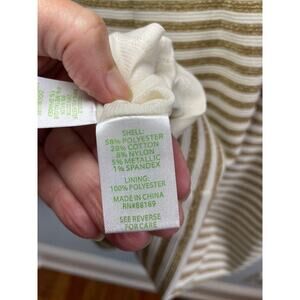 SHELL:
58% POLYESTER
28% COTTON
8% NYLON
5% METALLIC
1% SPANDEX
LINING:
100% POLYESTER
MADE IN CHINA
RN#88169
SEE REVERSE
FOR CARE